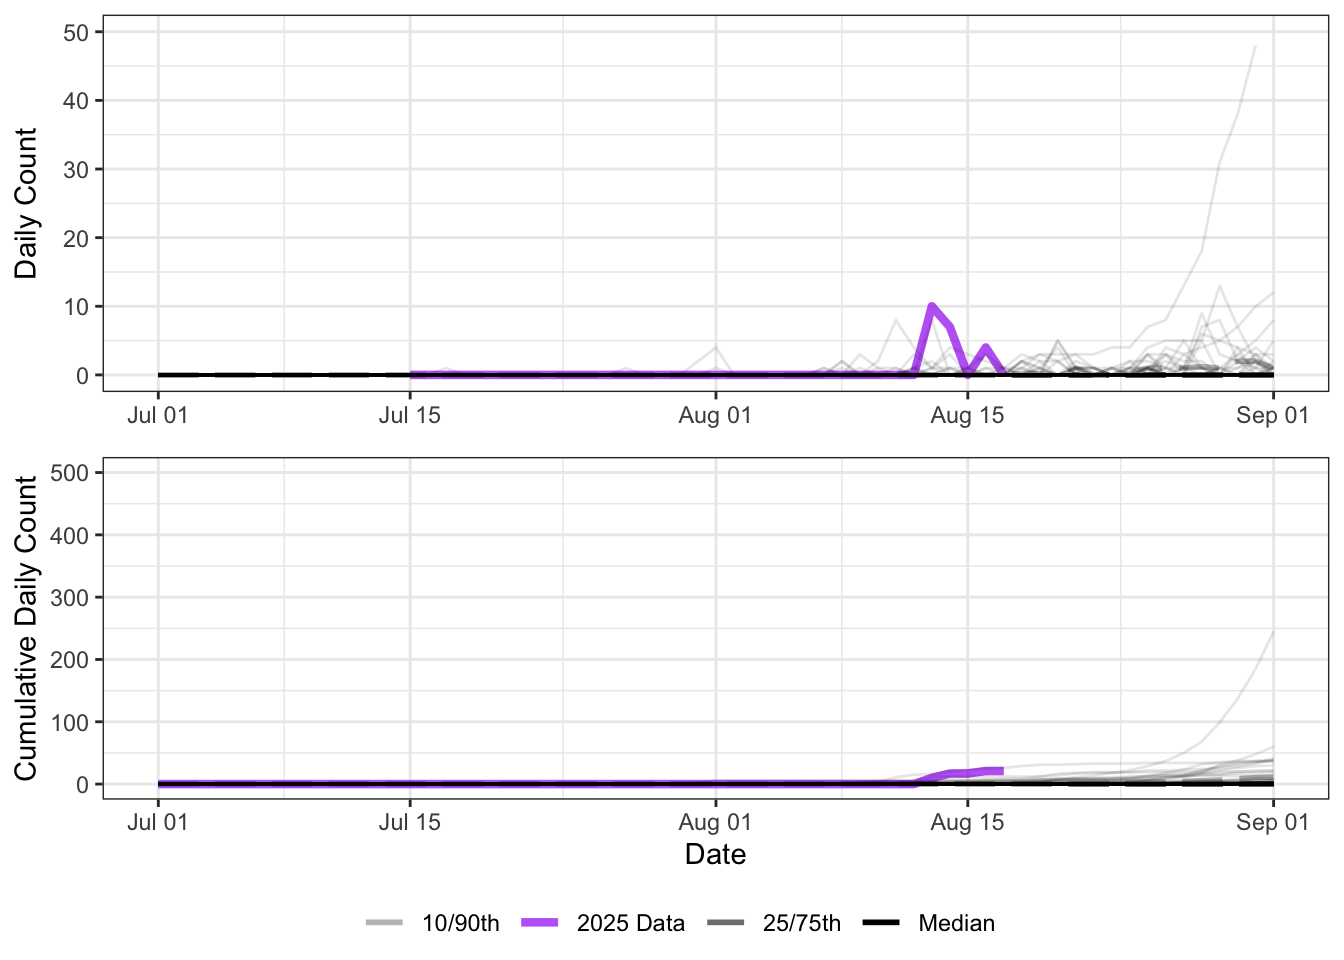 Daily Count
50
40
30
20
10
0
Jul 01 Jul 15 Aug 01 Aug 15 Sep 01
Cumulative Daily Count
500
400
300
200
100
0
Jul 01 Jul 15 Aug 01 Aug 15 Sep 01
Date
10/90th 2025 Data 25/75th Median